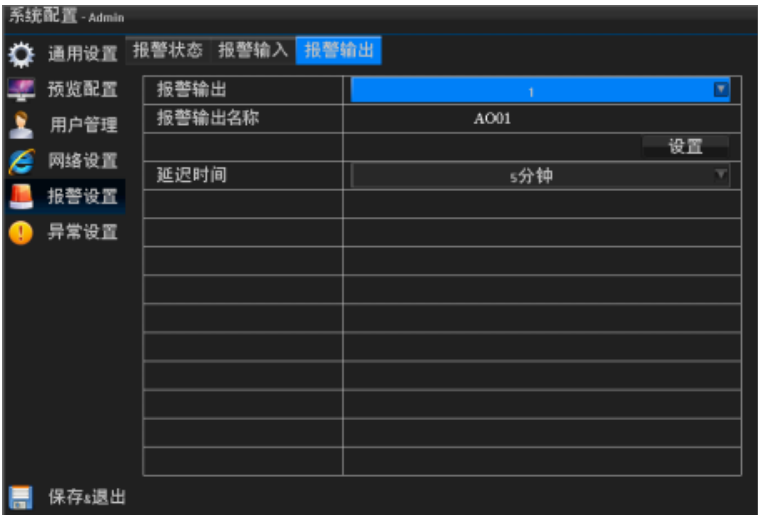 系统配置 - Admin
通用设置
预览配置
用户管理
网络设置
报警设置
异常设置
保存&退出
报警状态 报警输入 报警输出
报警输出 1
报警输出名称 AO01
设置
延迟时间 5分钟